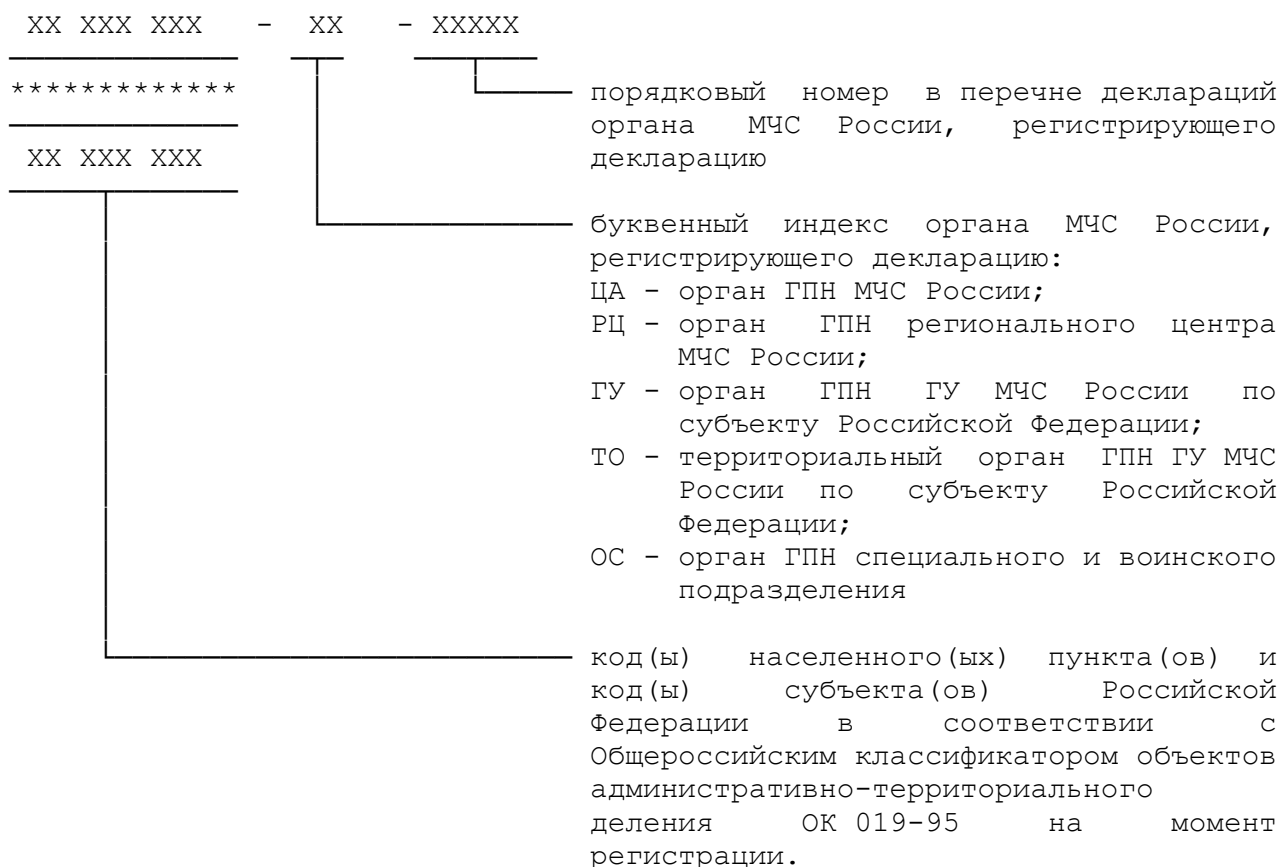 XX XXX XXX - XX - XXXXX
*************
порядковый номер в перечне деклараций
органа МЧС России, регистрирующего
XX XXX XXX
декларацию
буквенный индекс органа МЧС России,
регистрирующего декларацию:
ЦА - орган ГПН МЧС России;
РЦ - орган ГПН регионального центра
МЧС России;
ГУ - орган ГПН ГУ МЧС России по
субъекту Российской Федерации;
ТО - территориальный орган ГПН ГУ МЧС
России по субъекту Российской
Федерации;
ОС - орган ГПН специального и воинского
подразделения
код(ы) населенного(ых) пункта(ов) и
код(ы) субъекта(ов) Российской
Федерации в соответствии с
Общероссийским классификатором объектов
административно-территориального
деления ОК 019-95 на момент
регистрации.